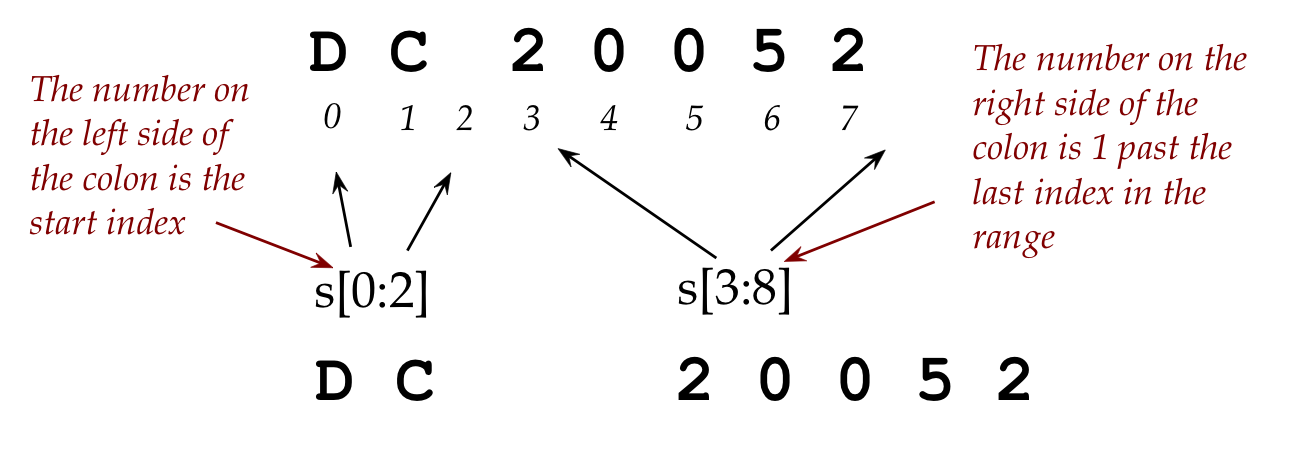 D C 2 0 0 5 2
0 1 2 3 4 5 6 7
The number on
the left side of
the colon is the
start index
The number on the
right side of the
colon is 1 past the
last index in the
range
s[0:2]
s[3:8]
D C
2 0 0 5 2